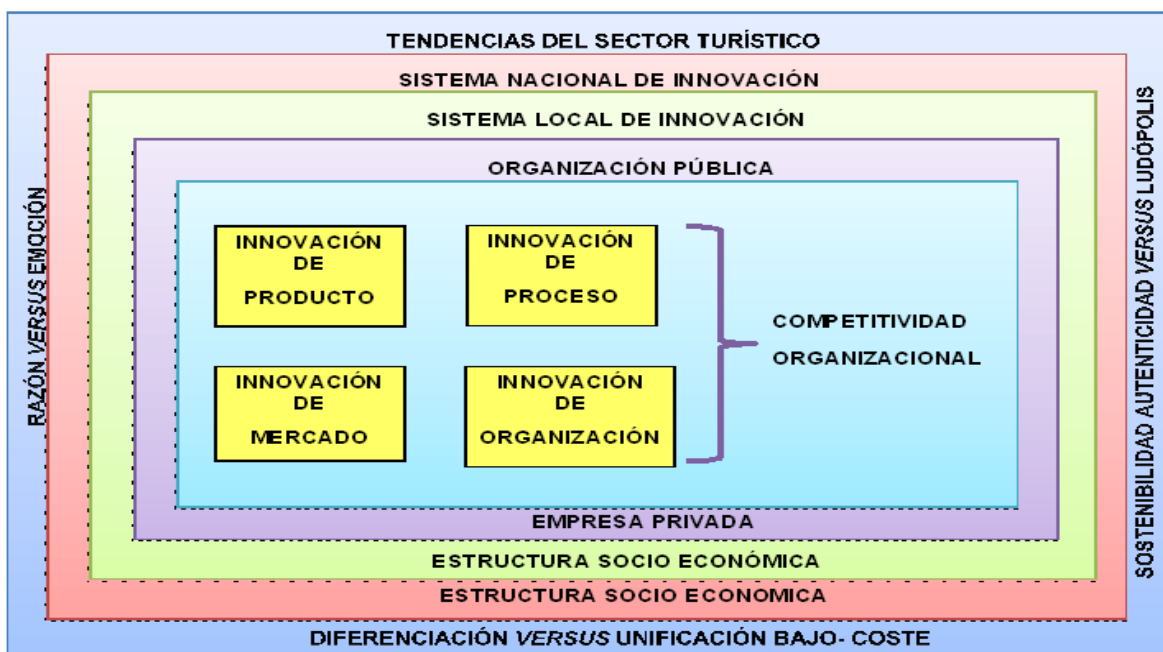 TENDENCIAS DEL SECTOR TURÍSTICO
SISTEMA NACIONAL DE INNOVACIÓN
SISTEMA LOCAL DE INNOVACIÓN
ORGANIZACIÓN PÚBLICA
RAZÓN VERSUS EMOCIÓN
INNOVACIÓN
DE
PRODUCTO
INNOVACIÓN
DE
PROCESO
INNOVACIÓN
DE
MERCADO
INNOVACIÓN
DE
ORGANIZACIÓN
COMPETITIVIDAD
ORGANIZACIONAL
SOSTENIBILIDAD AUTENTICIDAD VERSUS LUDÓPOLIS
EMPRESA PRIVADA
ESTRUCTURA SOCIO ECONÓMICA
ESTRUCTURA SOCIO ECONOMICA
DIFERENCIACIÓN VERSUS UNIFICACIÓN BAJO- COSTE